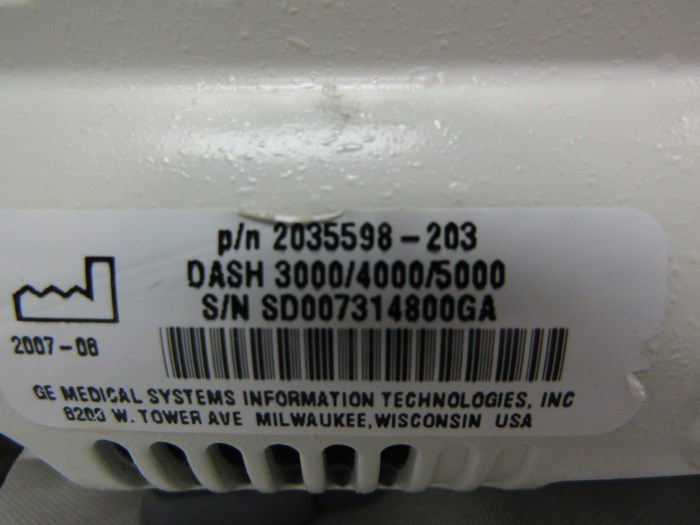 p/n 2035598-203
DASH 3000/4000/5000
S/N SD007314800GA
2007-08
GE MEDICAL SYSTEMS INFORMATION TECHNOLOGIES, INC
8200 W. TOWER AVE MILWAUKEE, WISCONSIN USA